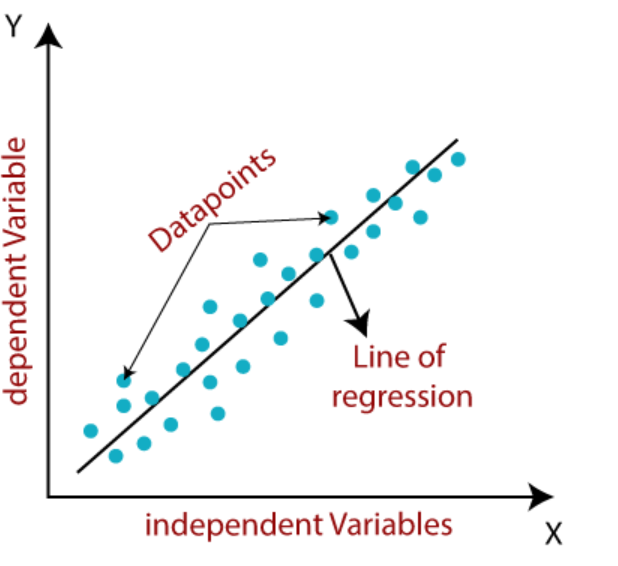 Y
dependent Variable
Datapoints
Line of
regression
independent Variables
X